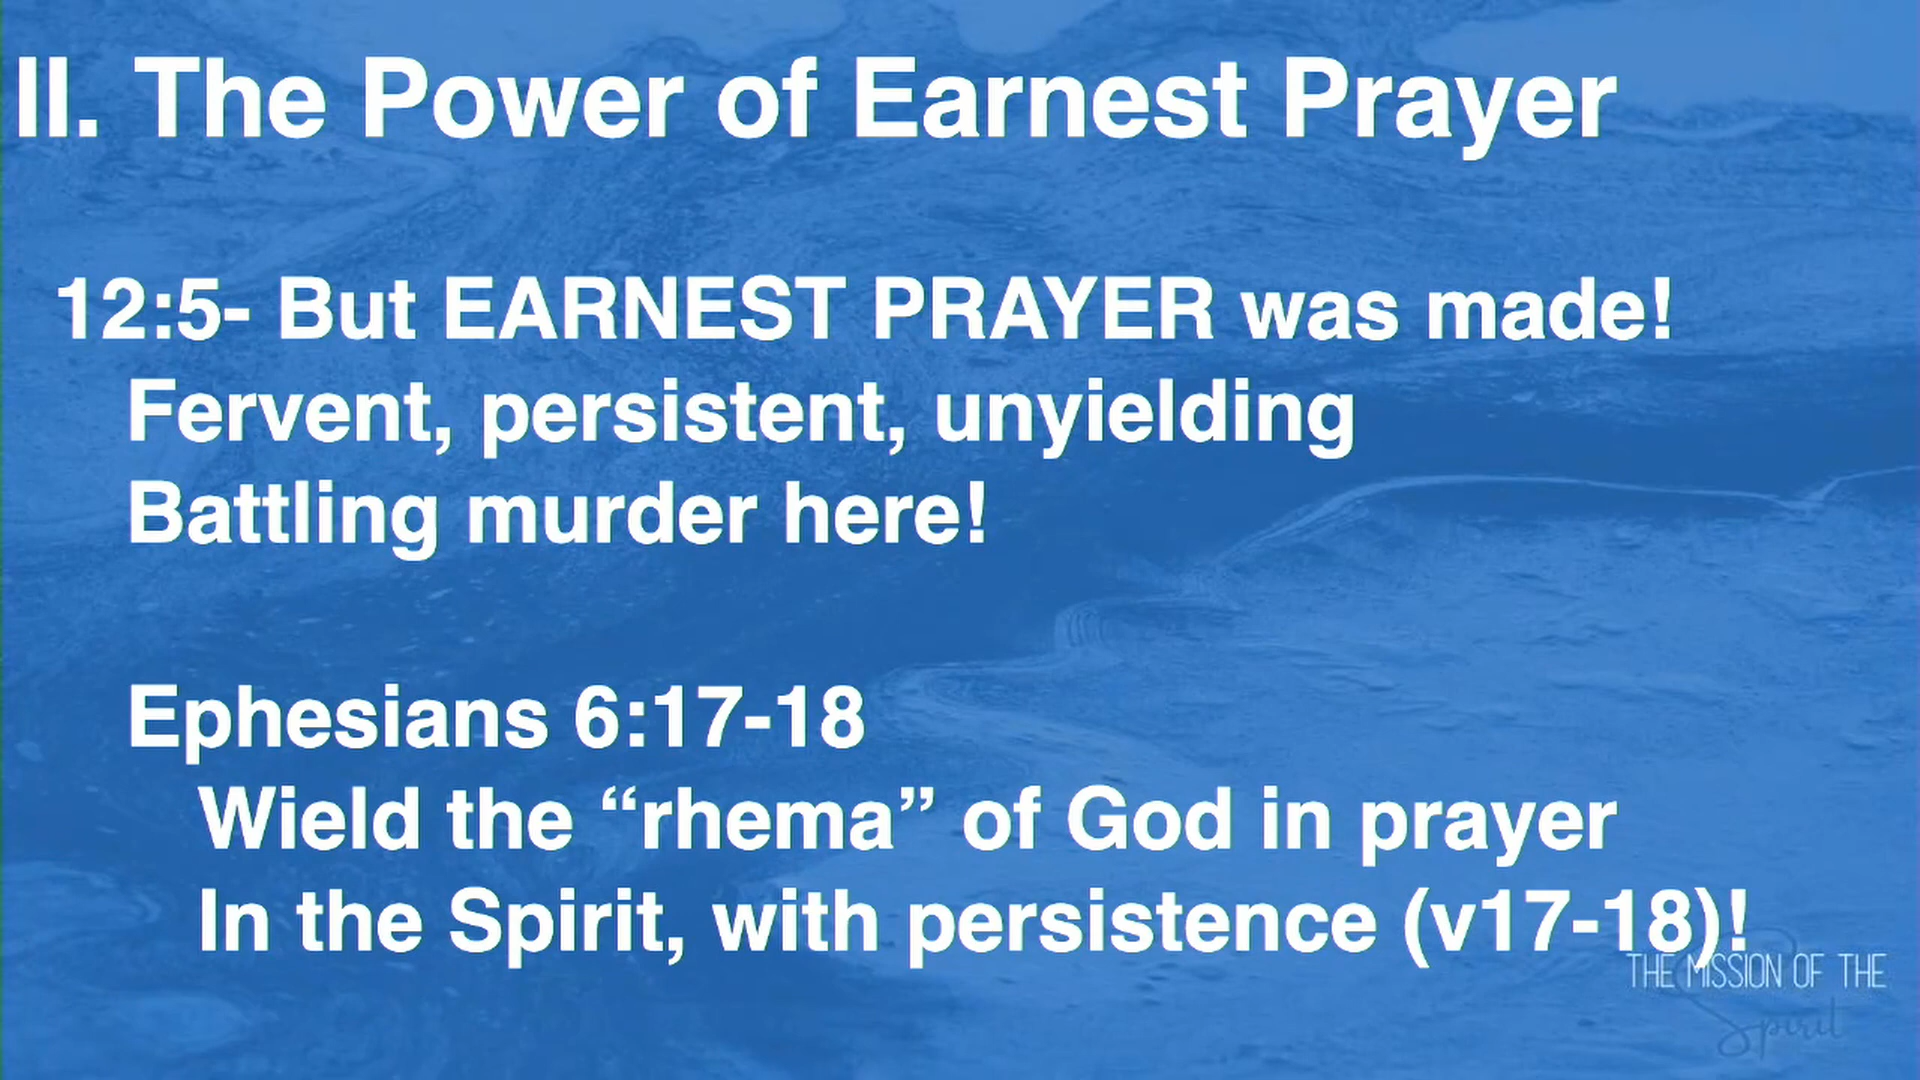 II. The Power of Earnest Prayer
12:5- But EARNEST PRAYER was made!
Fervent, persistent, unyielding
Battling murder here!
Ephesians 6:17-18
Wield the “rhema” of God in prayer
In the Spirit, with persistence (v17-18)!
THE MISSION OF THE
Spirit